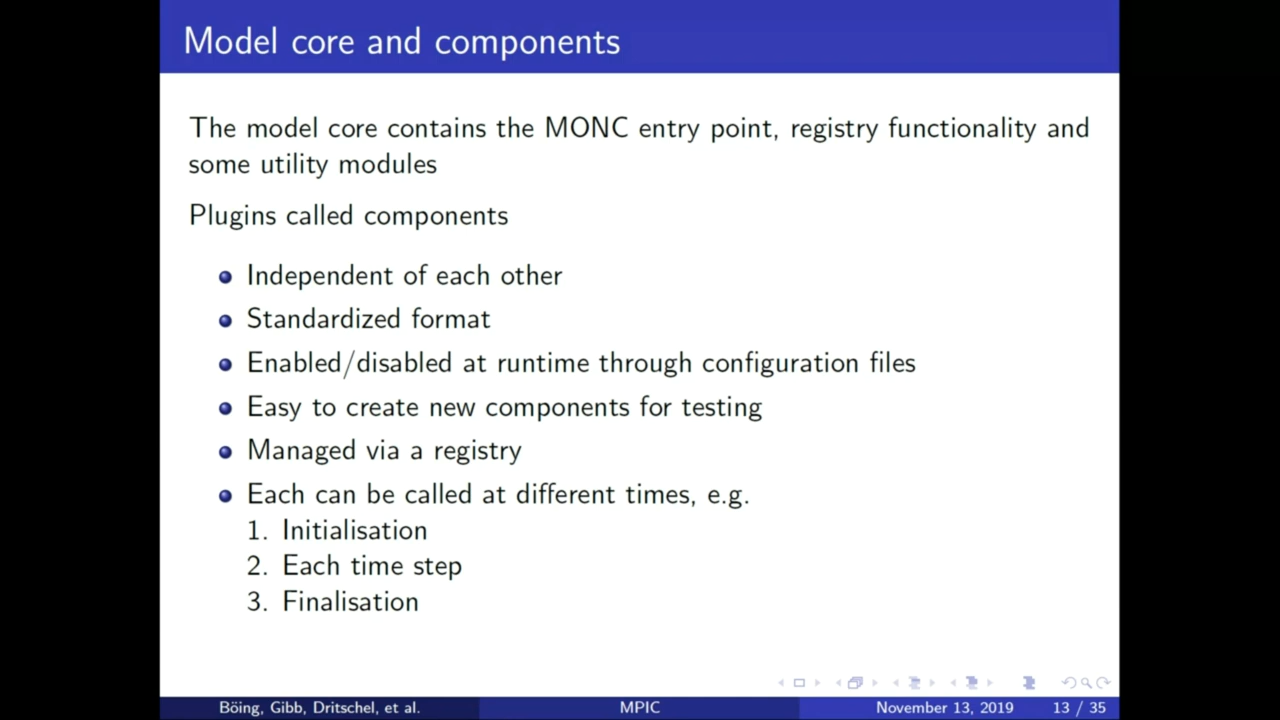 Model core and components
The model core contains the MONC entry point, registry functionality and
some utility modules
Plugins called components
Independent of each other
Standardized format
Enabled/disabled at runtime through configuration files
Easy to create new components for testing
Managed via a registry
Each can be called at different times, e.g.
1. Initialisation
2. Each time step
3. Finalisation
Böing, Gibb, Dritschel, et al. MPIC November 13, 2019 13 / 35